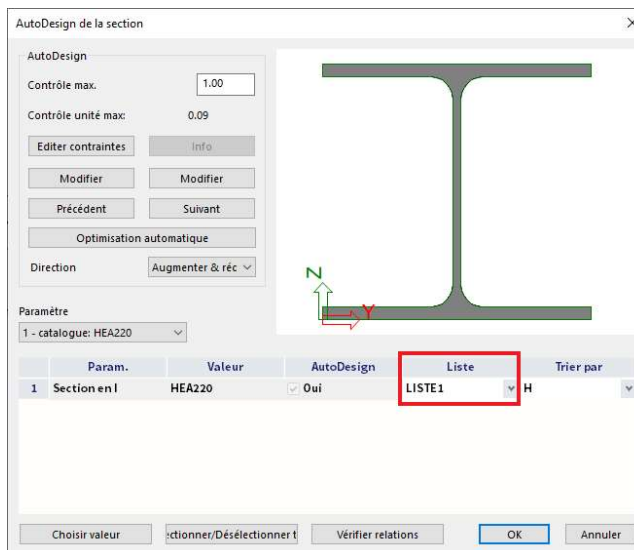 AutoDesign de la section
AutoDesign
Contrôle max. 1.00
Contrôle unité max: 0.09
Editer contraintes Info
Modifier Modifier
Précédent Suivant
Optimisation automatique
Direction Augmenter & réc
Z
Y
Paramètre
1 - catalogue: HEA220
Param. Valeur AutoDesign Liste Trier par
1 Section en I HEA220 Oui LISTE1 H
Choisir valeur ectionner/Désélectionner t Vérifier relations OK Annuler